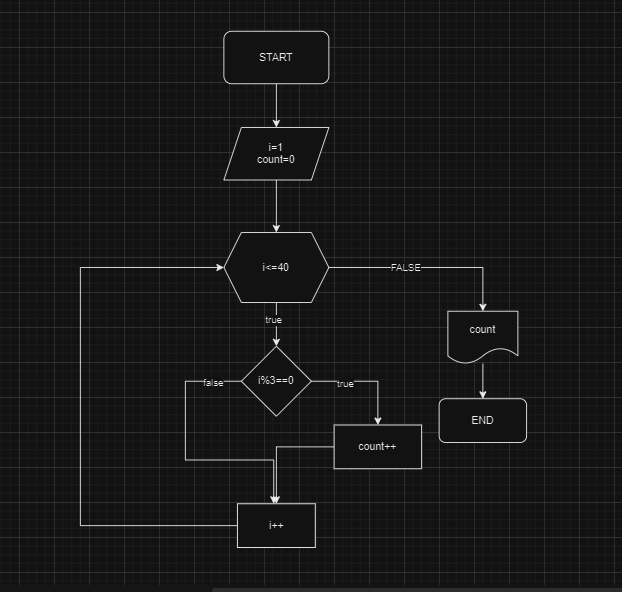 START
i=1
count=0
i<=40
FALSE
count
true
i%3==0
false
true
END
count++
i++